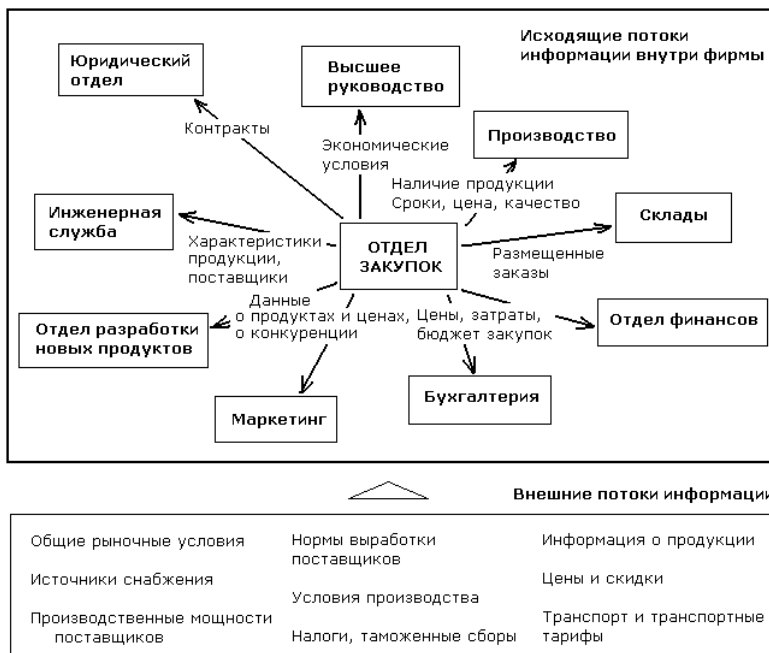 Исходящие потоки
информации внутри фирмы
Юридический
отдел
Высшее
руководство
Контракты
Экономические
условия
Производство
Наличие продукции
Сроки, цена, качество
Инженерная
служба
Характеристики
продукции,
поставщики
ОТДЕЛ
ЗАКУПОК
Склады
Размещенные
заказы
Данные
о продуктах и ценах,
о конкуренции
Цены, затраты,
бюджет закупок
Отдел разработки
новых продуктов
Отдел финансов
Маркетинг
Бухгалтерия
Внешние потоки информации
Общие рыночные условия
Источники снабжения
Производственные мощности
поставщиков
Нормы выработки
поставщиков
Условия производства
Налоги, таможенные сборы
Информация о продукции
Цены и скидки
Транспорт и транспортные
тарифы